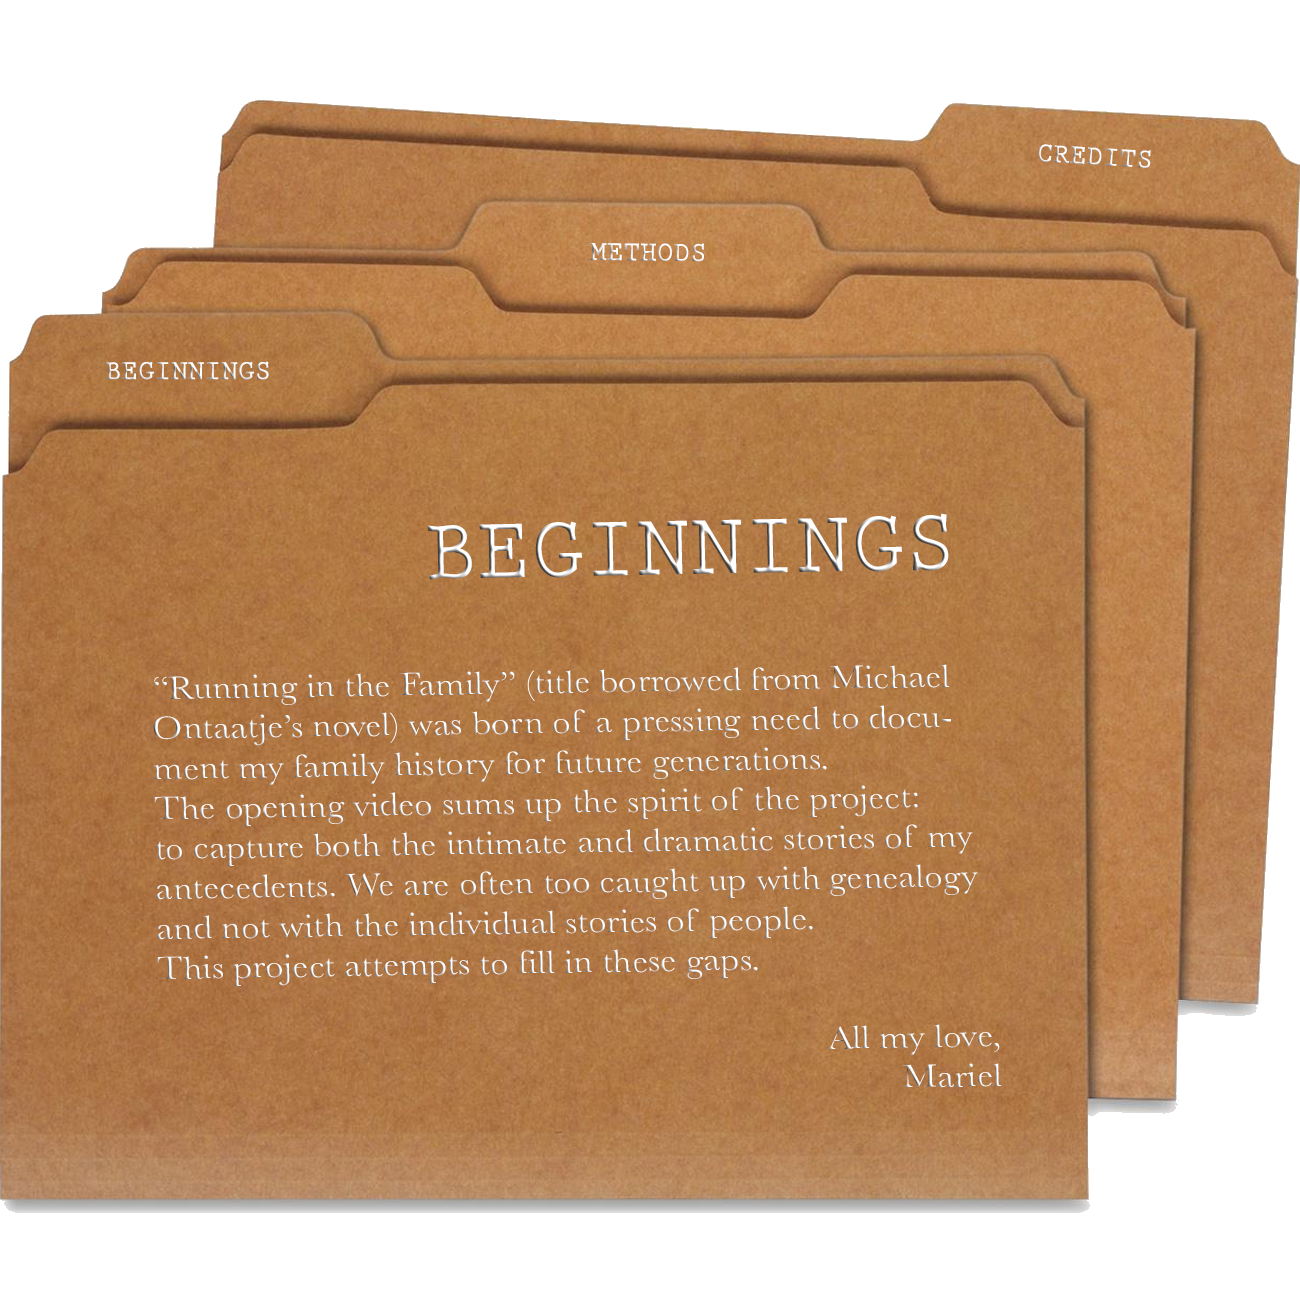 CREDITS
METHODS
BEGINNINGS
BEGINNINGS
“Running in the Family” (title borrowed from Michael
Ontaatje’s novel) was born of a pressing need to docu-
ment my family history for future generations.
The opening video sums up the spirit of the project:
to capture both the intimate and dramatic stories of my
antecedents. We are often too caught up with genealogy
and not with the individual stories of people.
This project attempts to fill in these gaps.
All my love,
Mariel